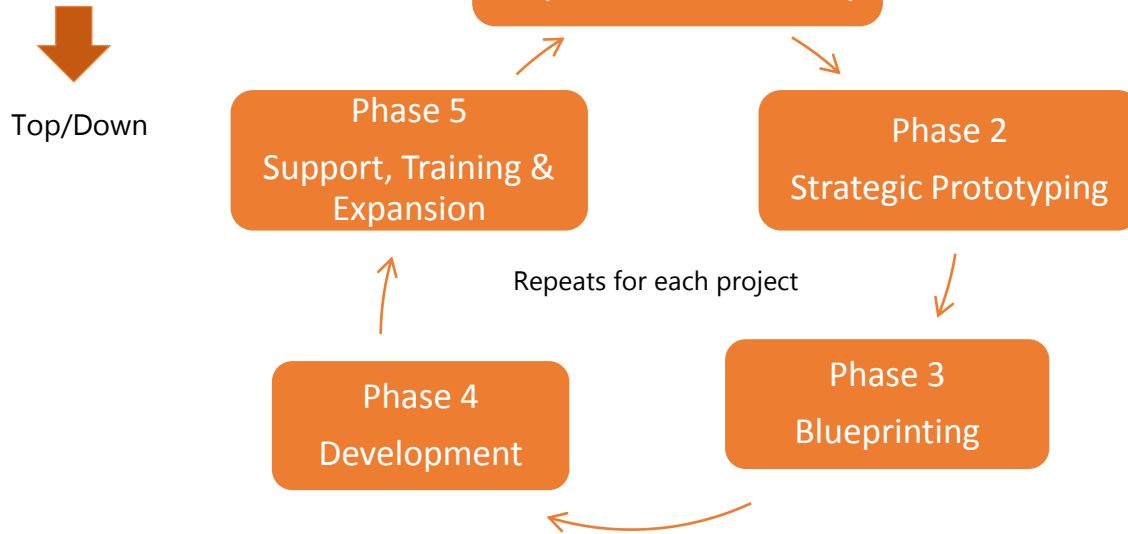 Top/Down
Phase 5
Support, Training &
Expansion
Phase 2
Strategic Prototyping
Repeats for each project
Phase 3
Blueprinting
Phase 4
Development